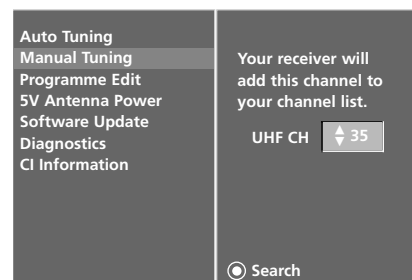 Auto Tuning
Manual Tuning
Programme Edit
5V Antenna Power
Software Update
Diagnostics
CI Information
Your receiver will
add this channel to
your channel list.
UHF CH 35
Search